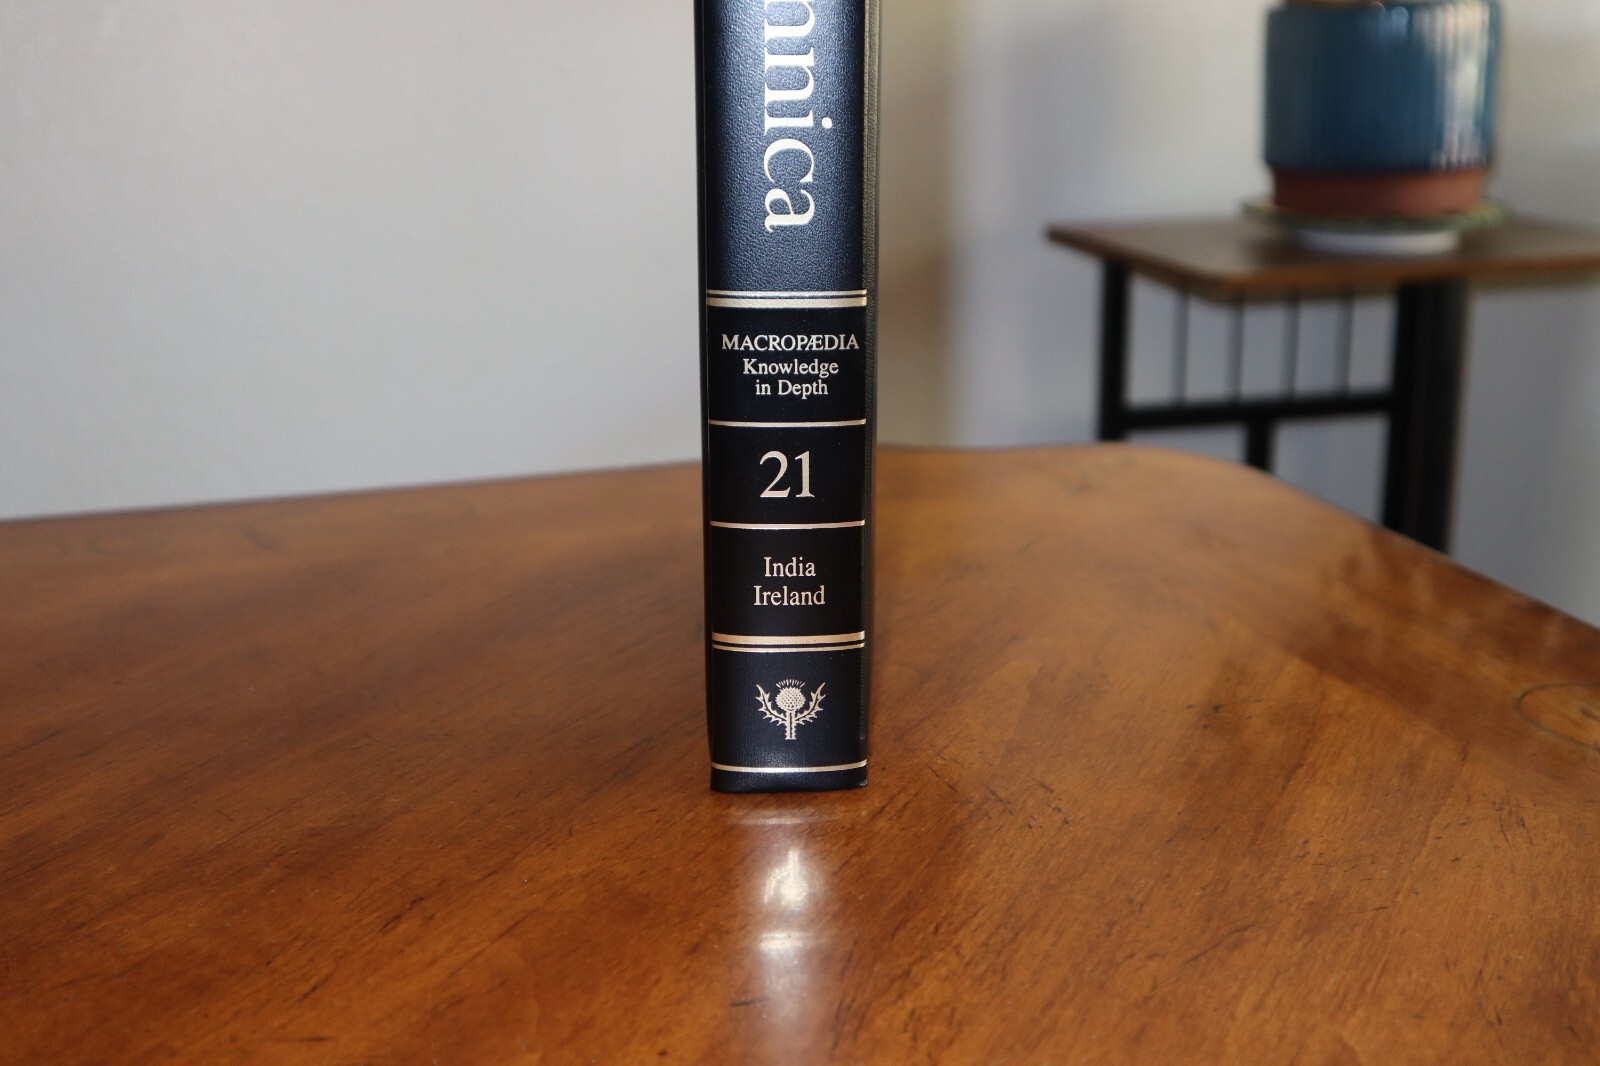 nnica
MACROPÆDIA
Knowledge
in Depth
21
India
Ireland